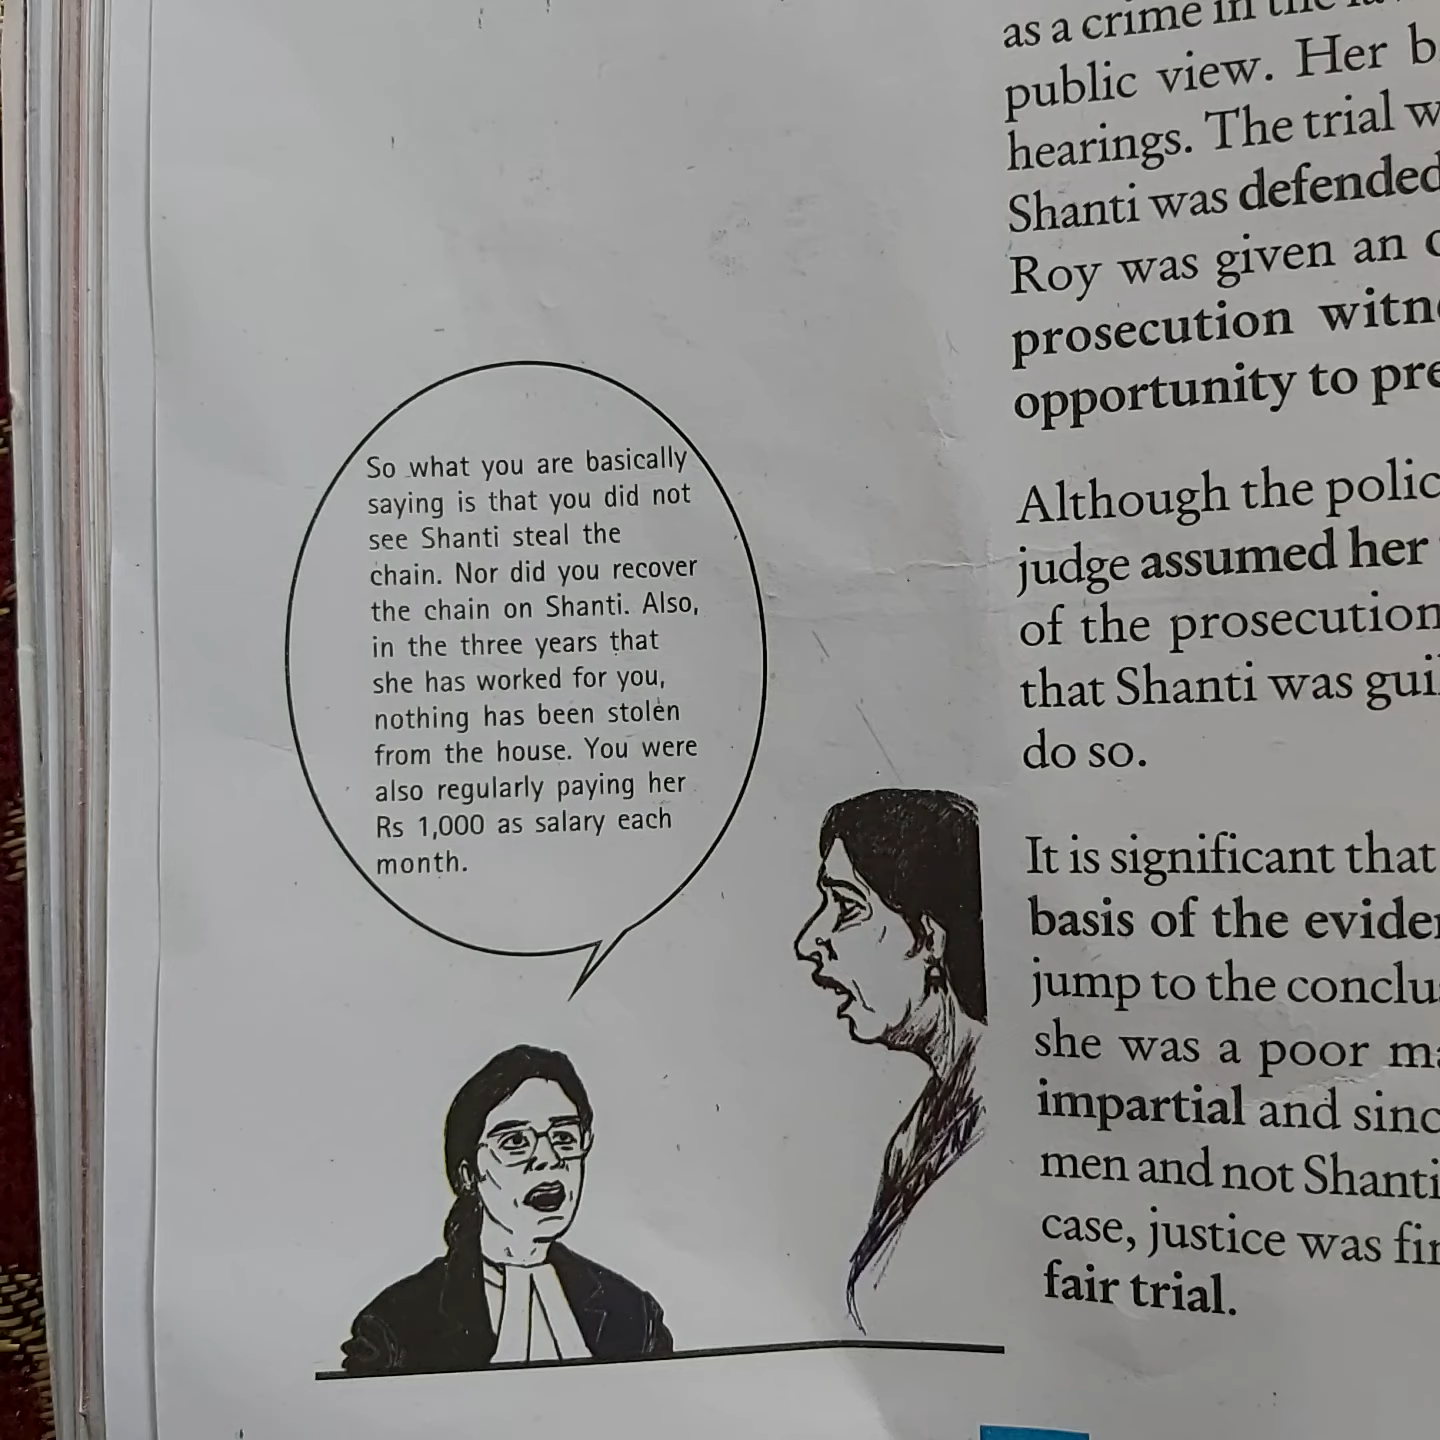 So what you are basically
saying is that you did not
see Shanti steal the
chain. Nor did you recover
the chain on Shanti. Also,
in the three years that
she has worked for you,
nothing has been stolen
from the house. You were
also regularly paying her
Rs 1,000 as salary each
month.
as a crime in the
public view. Her
hearings. The trial
Shanti was defended
Roy was given an
prosecution
opportunity to
Although the
judge assumed her
of the prosecution
that Shanti was
do so.
It is significant that
basis of the
jump to the
she was a poor
impartial and
men and not Shanti
case, justice was
fair trial.